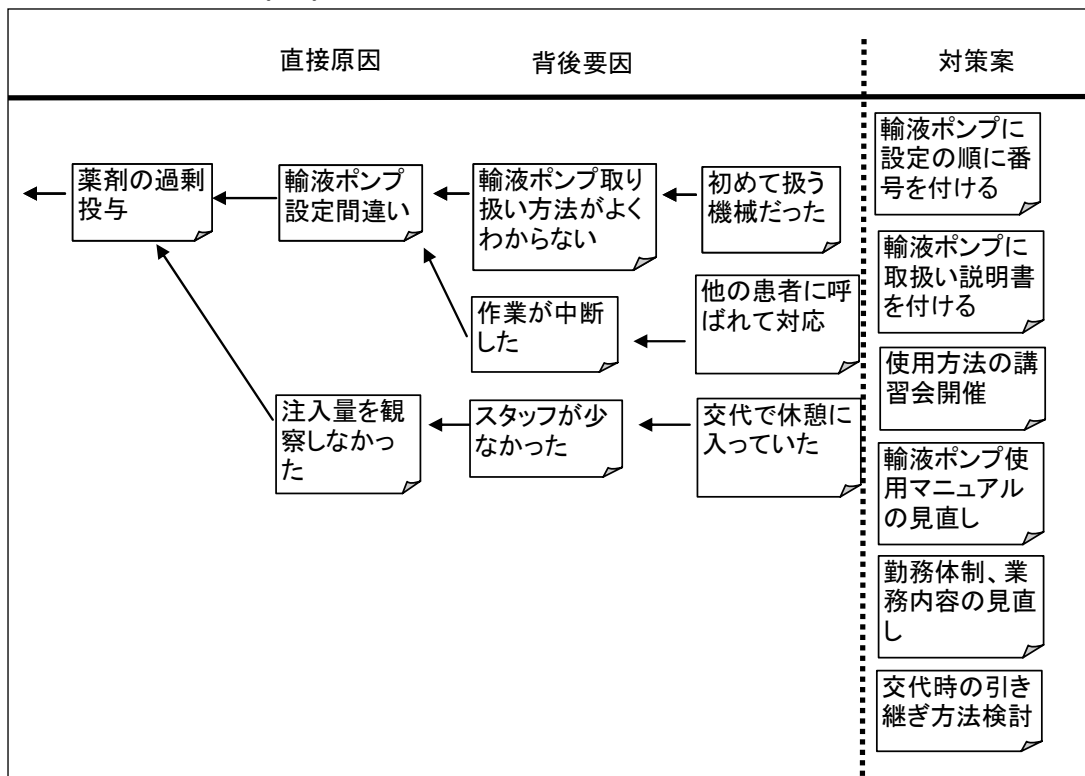 直接原因
背後要因
対策案
薬剤の過剰
投与
輸液ポンプ
設定間違い
輸液ポンプ取り
扱い方法がよく
わからない
初めて扱う
機械だった
作業が中断
した
他の患者に呼
ばれて対応
注入量を観
察しなかっ
た
スタッフが少
なかった
交代で休憩に
入っていた
輸液ポンプに
設定の順に番
号を付ける
輸液ポンプに
取扱い説明書
を付ける
使用方法の講
習会開催
輸液ポンプ使
用マニュアル
の見直し
勤務体制、業
務内容の見直
し
交代時の引き
継ぎ方法検討